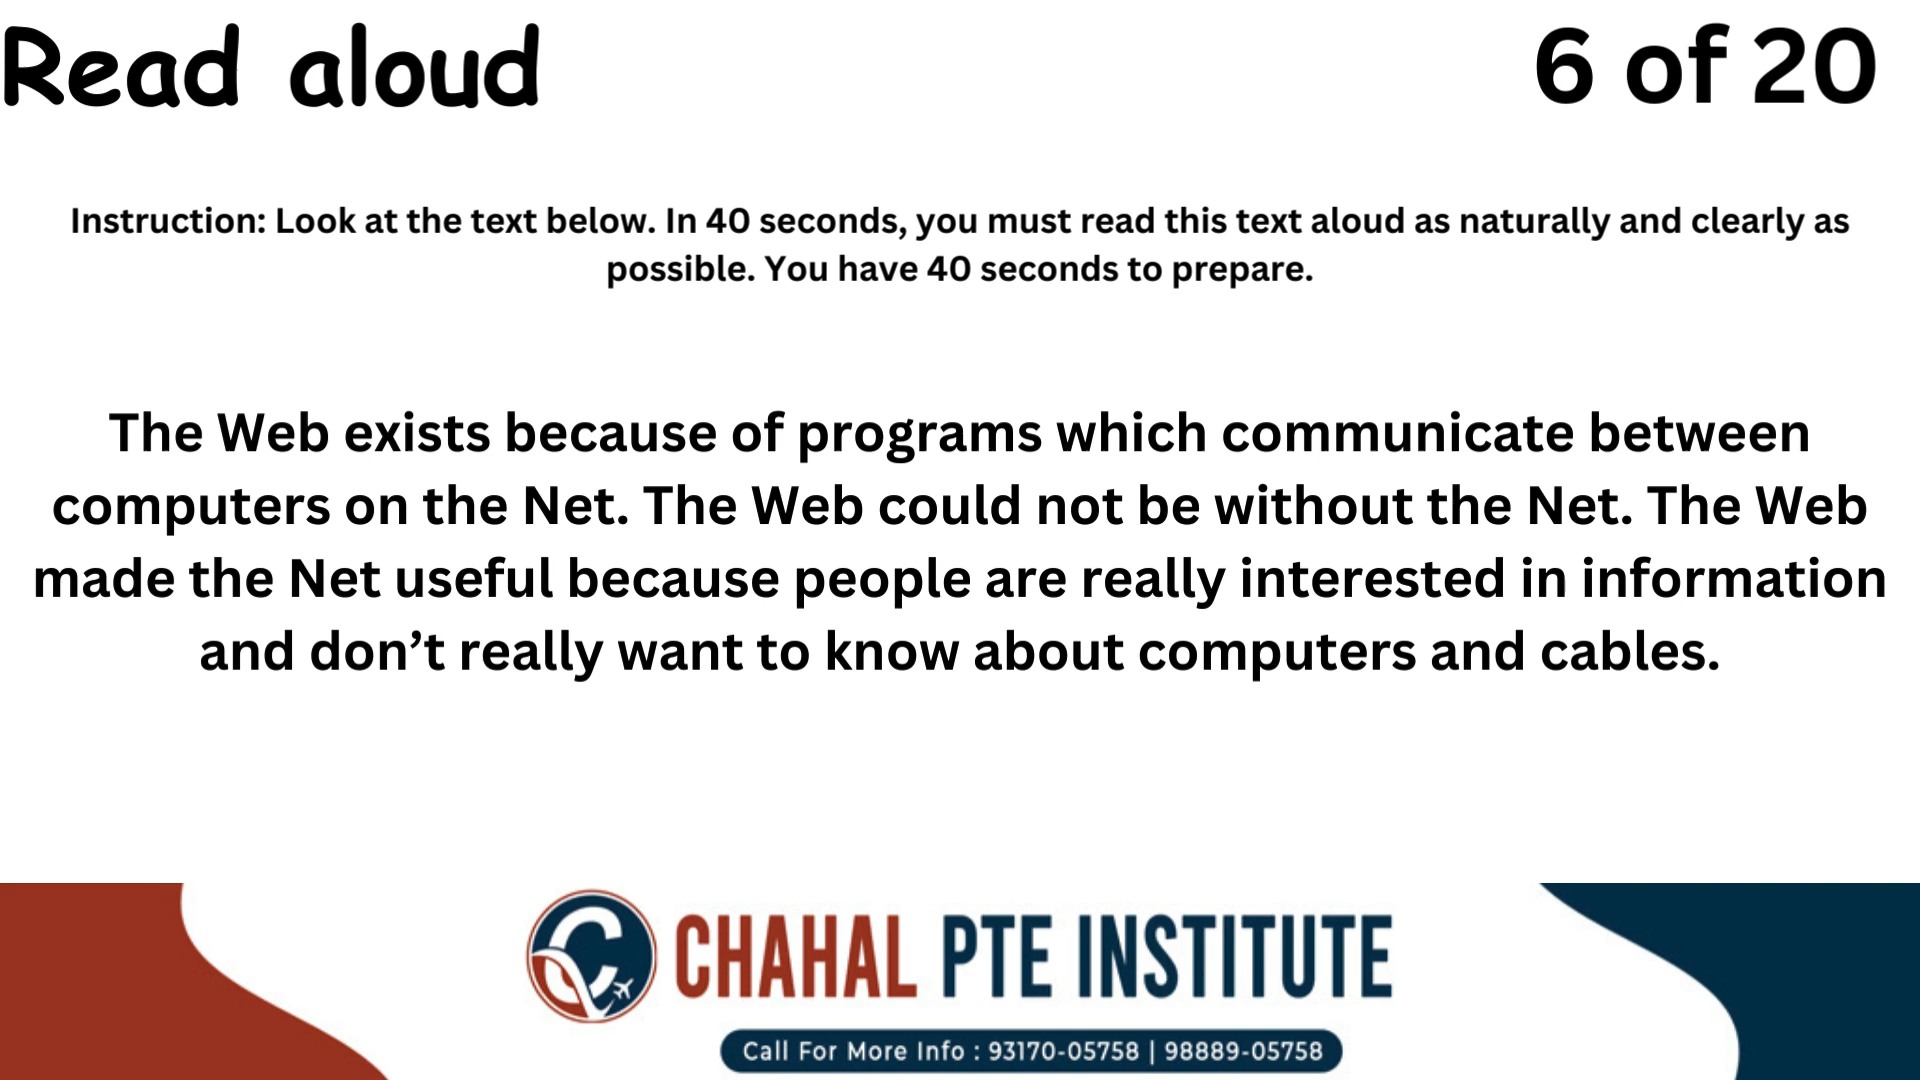 Read aloud
6 of 20
Instruction: Look at the text below. In 40 seconds, you must read this text aloud as naturally and clearly as
possible. You have 40 seconds to prepare.
The Web exists because of programs which communicate between
computers on the Net. The Web could not be without the Net. The Web
made the Net useful because people are really interested in information
and don’t really want to know about computers and cables.
CHAHAL PTE INSTITUTE
Call For More Info : 93170-05758 | 98889-05758